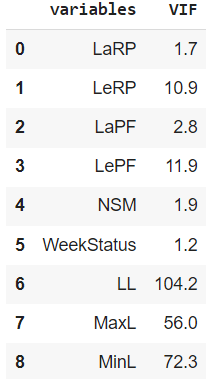 variables VIF
0 LaRP 1.7
1 LeRP 10.9
2 LaPF 2.8
3 LePF 11.9
4 NSM 1.9
5 WeekStatus 1.2
6 LL 104.2
7 MaxL 56.0
8 MinL 72.3